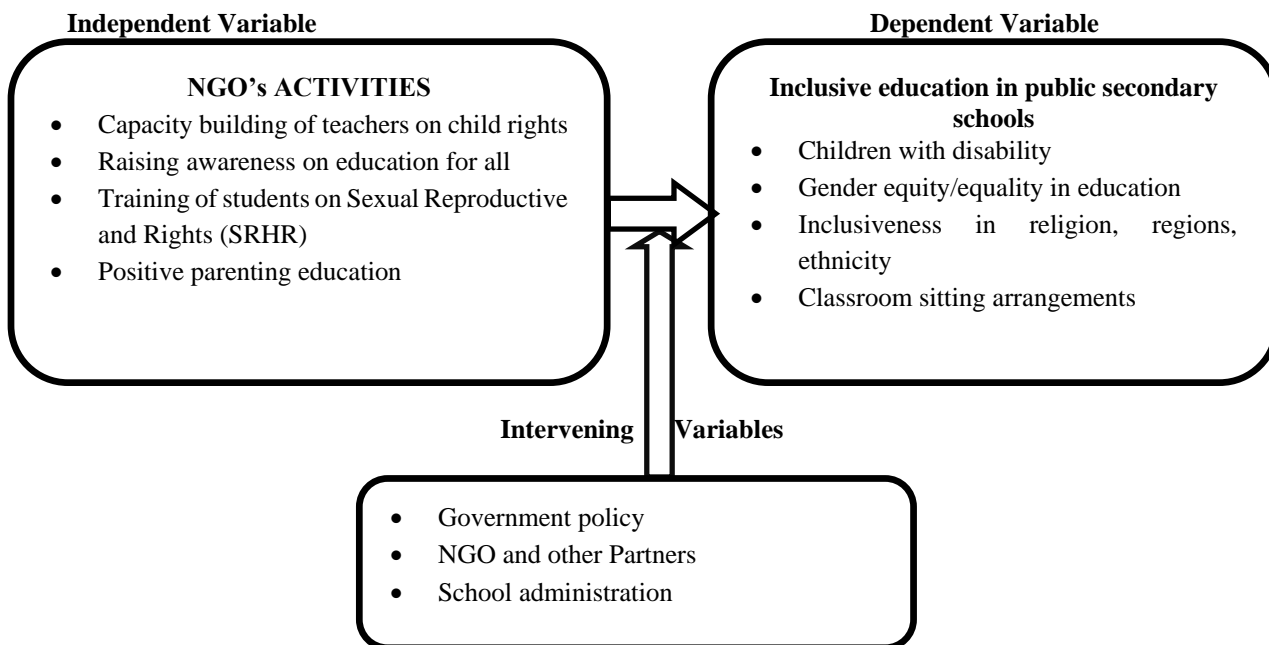 Independent Variable
NGO's ACTIVITIES
• Capacity building of teachers on child rights
• Raising awareness on education for all
• Training of students on Sexual Reproductive
and Rights (SRHR)
• Positive parenting education
Dependent Variable
Inclusive education in public secondary
schools
• Children with disability
• Gender equity/equality in education
• Inclusiveness in religion, regions,
ethnicity
• Classroom sitting arrangements
Intervening Variables
• Government policy
• NGO and other Partners
• School administration